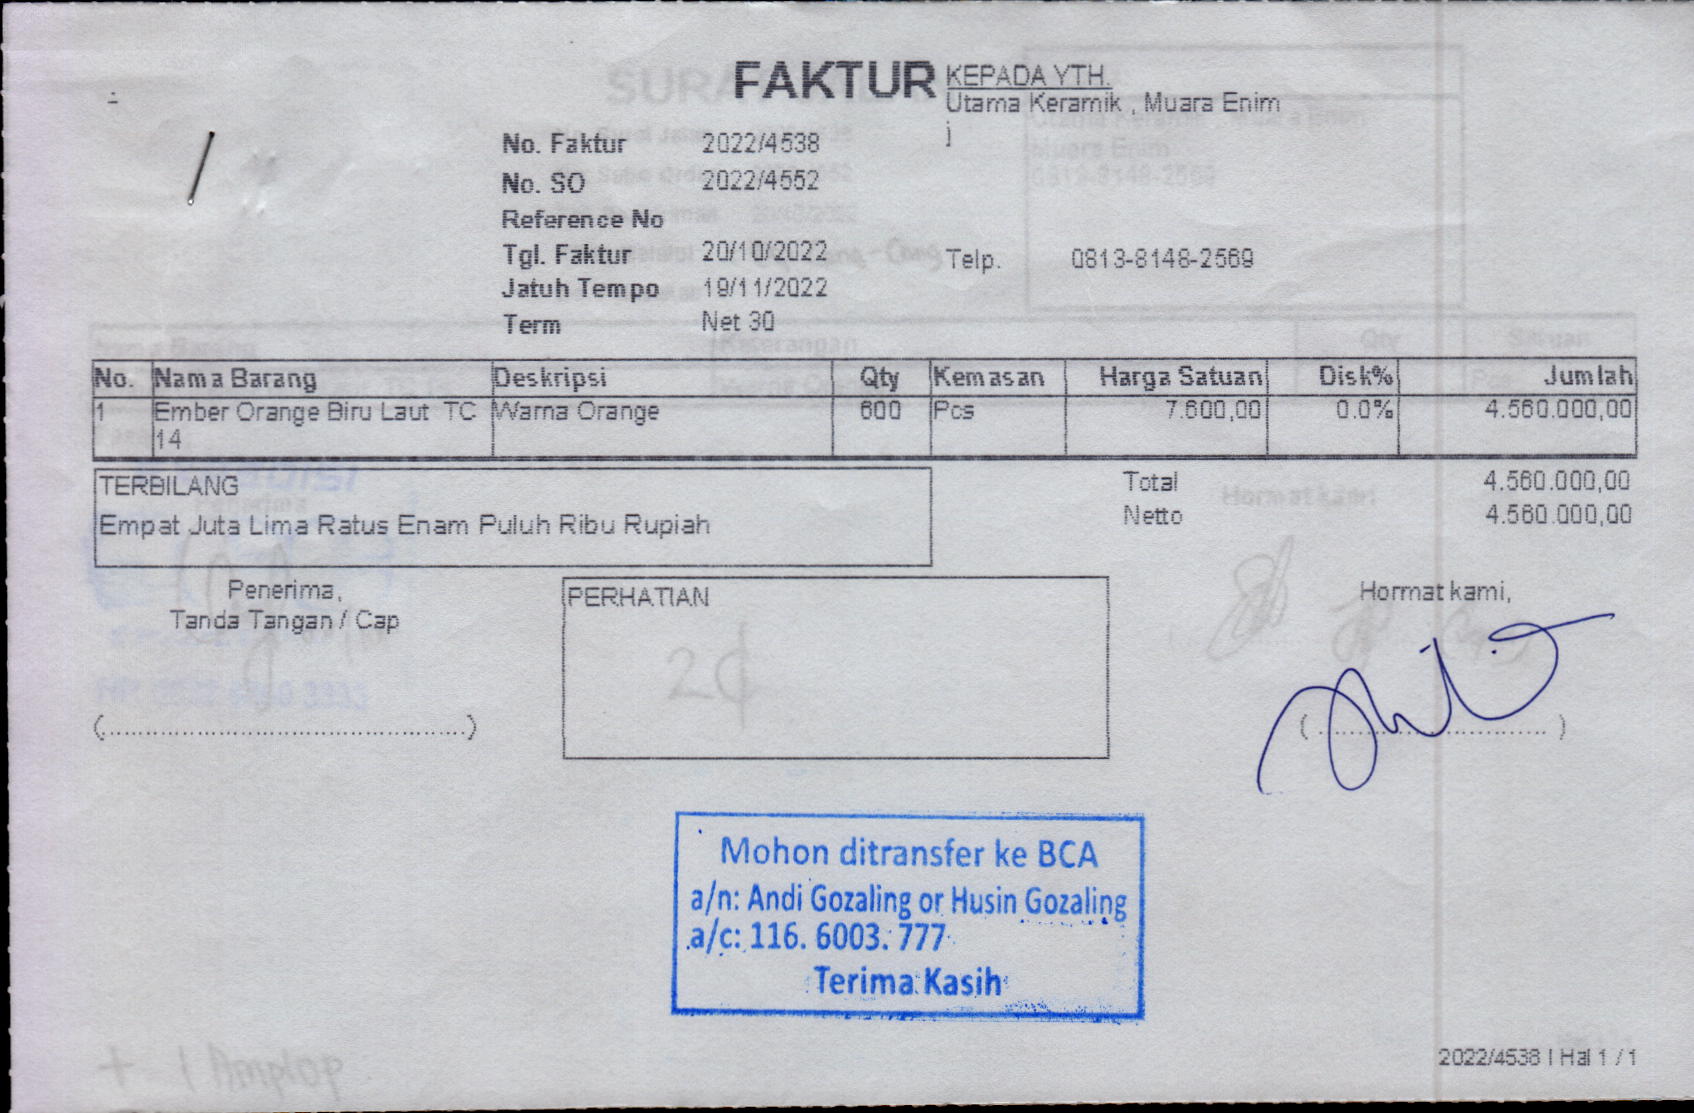 FAKTUR
KEPADA YTH.
Utama Keramik , Muara Enim
j
No. Faktur 2022/4538
No. SO 2022/4552
Reference No
Tgl. Faktur 20/10/2022
Telp. 0813-8148-2569
Jatuh Tempo 19/11/2022
Term Net 30
No. Nama Barang Deskripsi Qty Kemasan Harga Satuan Disk% Jumlah
1 Ember Orange Biru Laut TC Warna Orange 600 Pcs 7.600,00 0.0% 4.560.000,00
14
TERBILANG
Empat Juta Lima Ratus Enam Puluh Ribu Rupiah
Total 4.560.000,00
Netto 4.560.000,00
Penerima,
Tanda Tangan / Cap
(................................................)
PERHATIAN
Hormat kami,
(................................)
Mohon ditransfer ke BCA
a/n: Andi Gozaling or Husin Gozaling
a/c: 116. 6003. 777
Terima Kasih
2022/4538 | Hal 1 / 1